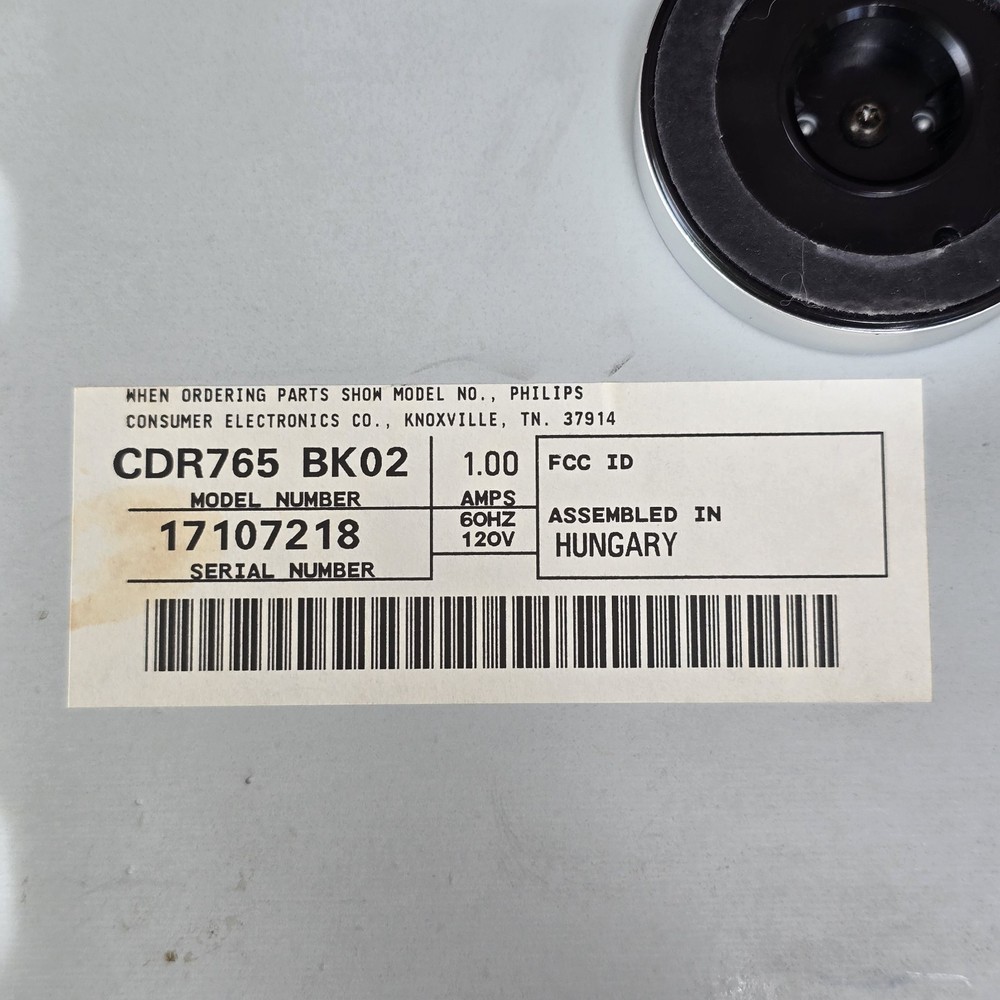 WHEN ORDERING PARTS SHOW MODEL NO., PHILIPS
CONSUMER ELECTRONICS CO., KNOXVILLE, TN. 37914
CDR765 BK02
MODEL NUMBER
17107218
SERIAL NUMBER
1.00
AMPS
60HZ
120V
FCC ID
ASSEMBLED IN
HUNGARY